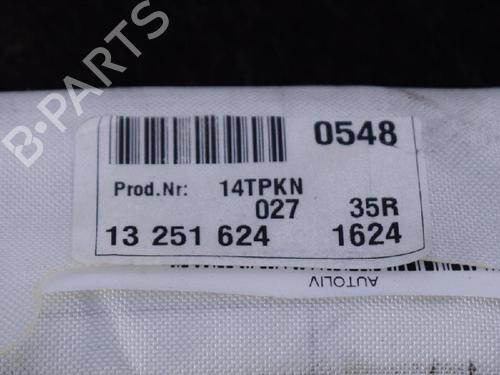 0548
Prod.Nr: 14TPKN
027 35R
13 251 624 1624
AUTOLIV
B-PARTS